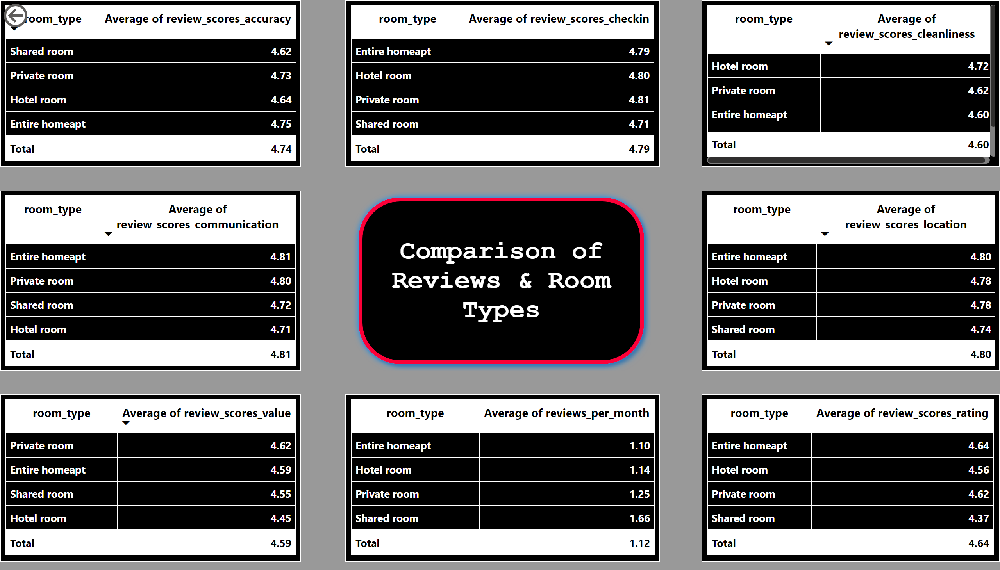 room_type Average of review_scores_accuracy
Shared room 4.62
Private room 4.73
Hotel room 4.64
Entire homeapt 4.75
Total 4.74
room_type Average of review_scores_checkin
Entire homeapt 4.79
Hotel room 4.80
Private room 4.81
Shared room 4.71
Total 4.79
room_type Average of
review_scores_cleanliness
Hotel room 4.72
Private room 4.62
Entire homeapt 4.60
Total 4.60
room_type Average of
review_scores_communication
Entire homeapt 4.81
Private room 4.80
Shared room 4.72
Hotel room 4.71
Total 4.81
Comparison of
Reviews & Room
Types
room_type Average of
review_scores_location
Entire homeapt 4.80
Hotel room 4.78
Private room 4.78
Shared room 4.74
Total 4.80
room_type Average of review_scores_value
Private room 4.62
Entire homeapt 4.59
Shared room 4.55
Hotel room 4.45
Total 4.59
room_type Average of reviews_per_month
Entire homeapt 1.10
Hotel room 1.14
Private room 1.25
Shared room 1.66
Total 1.12
room_type Average of review_scores_rating
Entire homeapt 4.64
Hotel room 4.56
Private room 4.62
Shared room 4.37
Total 4.64